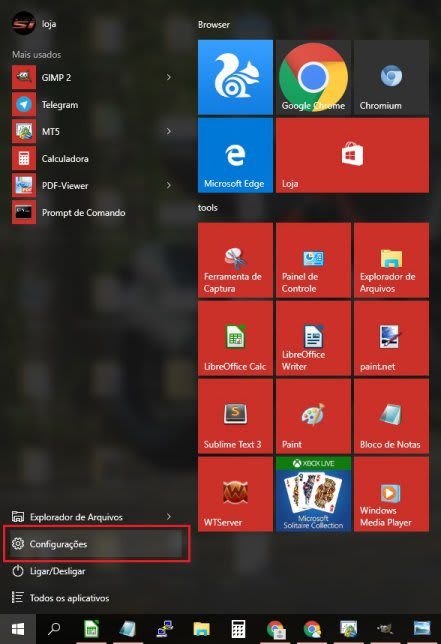 loja
Mais usados
GIMP 2
Telegram
MT5
Calculadora
PDF-Viewer
Prompt de Comando
Explorador de Arquivos
Configurações
Ligar/Desligar
Todos os aplicativos
Browser
Google Chrome
Chromium
Microsoft Edge
Loja
tools
Ferramenta de
Captura
Painel de
Controle
Explorador de
Arquivos
LibreOffice Calc
LibreOffice
Writer
paint.net
Sublime Text 3
Paint
Bloco de Notas
WTServer
XBOX LIVE
Microsoft
Solitaire Collection
Windows
Media Player